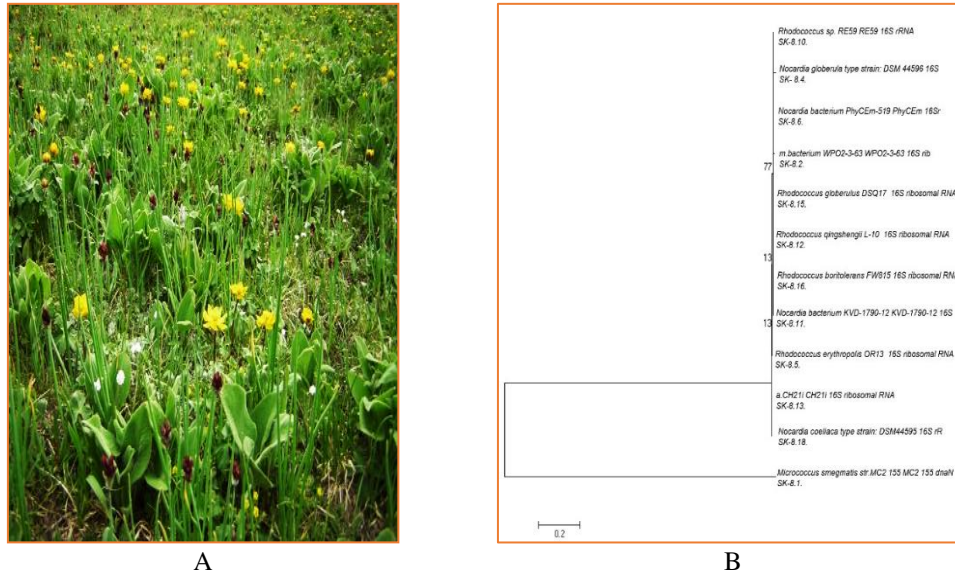 Rhodococcus sp. RE59 RE59 16S rRNA
SK-8.10.
Nocardia globerula type strain: DSM 44596 16S
SK- 8.4.
Nocardia bacterium PhyCEm-519 PhyCEm 16Sr
SK-8.6.
m.bacterium WPO2-3-63 WPO2-3-63 16S rib
SK-8.2.
77
Rhodococcus globerulus DSQ17 16S ribosomal RNA
SK-8.15.
Rhodococcus qingshengii L-10 16S ribosomal RNA
SK-8.12.
13
Rhodococcus boritolerans FW815 16S ribosomal RNA
SK-8.16.
Nocardia bacterium KVD-1790-12 KVD-1790-12 16S
SK-8.11.
13
Rhodococcus erythropolis OR13 16S ribosomal RNA
SK-8.5.
a.CH21i CH21i 16S ribosomal RNA
SK-8.13.
Nocardia coeliaca type strain: DSM44595 16S rR
SK-8.18.
Micrococcus smegmatis str.MC2 155 MC2 155 dnaN
SK-8.1.
0.2
A
B